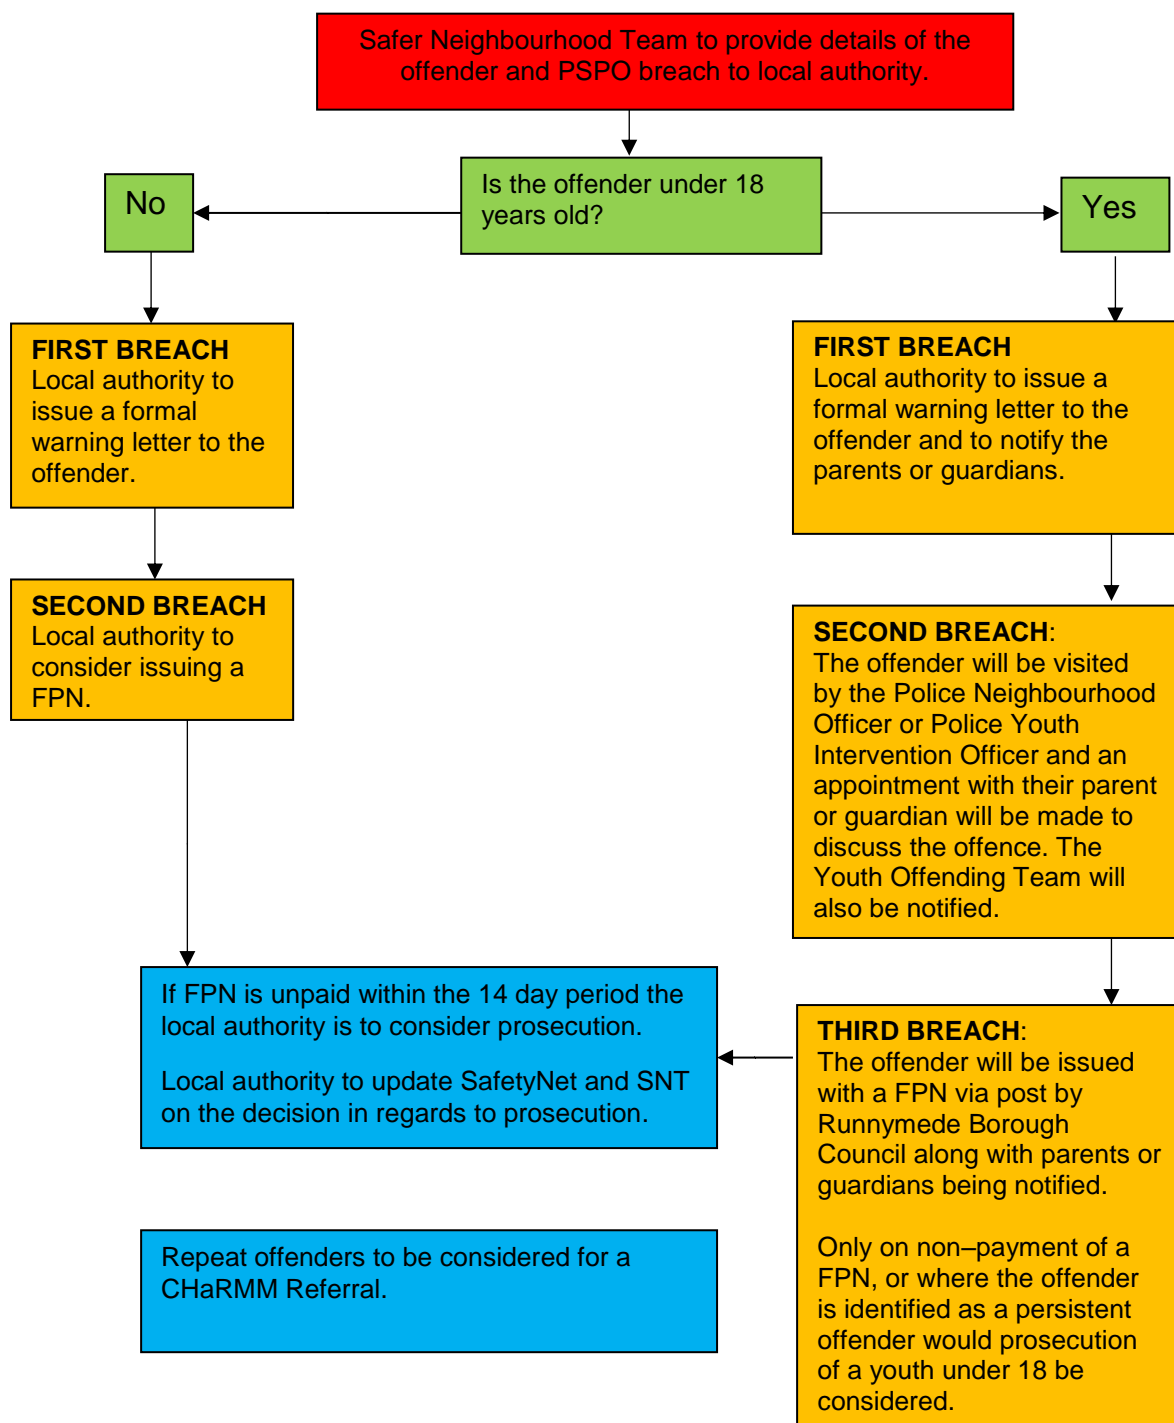 Safer Neighbourhood Team to provide details of the
offender and PSPO breach to local authority.
Is the offender under 18
years old?
No
Yes
FIRST BREACH
Local authority to
issue a formal
warning letter to the
offender.
FIRST BREACH
Local authority to issue a
formal warning letter to the
offender and to notify the
parents or guardians.
SECOND BREACH
Local authority to
consider issuing a
FPN.
SECOND BREACH:
The offender will be visited
by the Police Neighbourhood
Officer or Police Youth
Intervention Officer and an
appointment with their parent
or guardian will be made to
discuss the offence. The
Youth Offending Team will
also be notified.
If FPN is unpaid within the 14 day period the
local authority is to consider prosecution.
Local authority to update SafetyNet and SNT
on the decision in regards to prosecution.
THIRD BREACH:
The offender will be issued
with a FPN via post by
Runnymede Borough
Council along with parents or
guardians being notified.
Only on non–payment of a
FPN, or where the offender
is identified as a persistent
offender would prosecution
of a youth under 18 be
considered.
Repeat offenders to be considered for a
CHaRMM Referral.